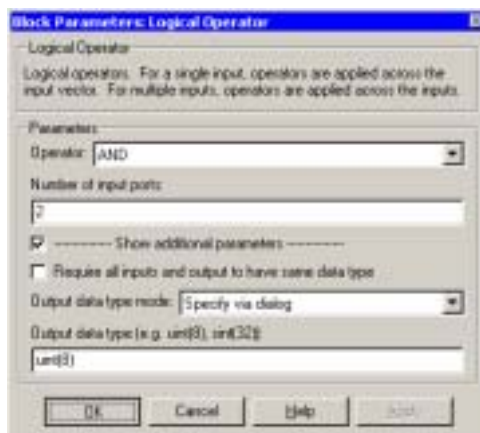 Block Parameters: Logical Operator
Logical Operator
Logical operators. For a single input, operators are applied across the
input vector. For multiple inputs, operators are applied across the inputs.
Parameters
Operator: AND
Number of input ports:
2
---------- Show additional parameters ----------
Require all inputs and output to have same data type
Output data type mode: Specify via dialog
Output data type (e.g. uint(8), sint(32)):
uint(8)
OK Cancel Help Apply